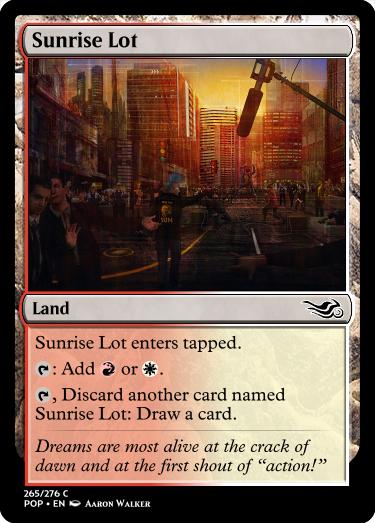 Sunrise Lot
SUN
Land
Sunrise Lot enters tapped.
: Add or .
, Discard another card named
Sunrise Lot: Draw a card.
Dreams are most alive at the crack of
dawn and at the first shout of “action!”
265/276 C
POP • EN Aaron Walker